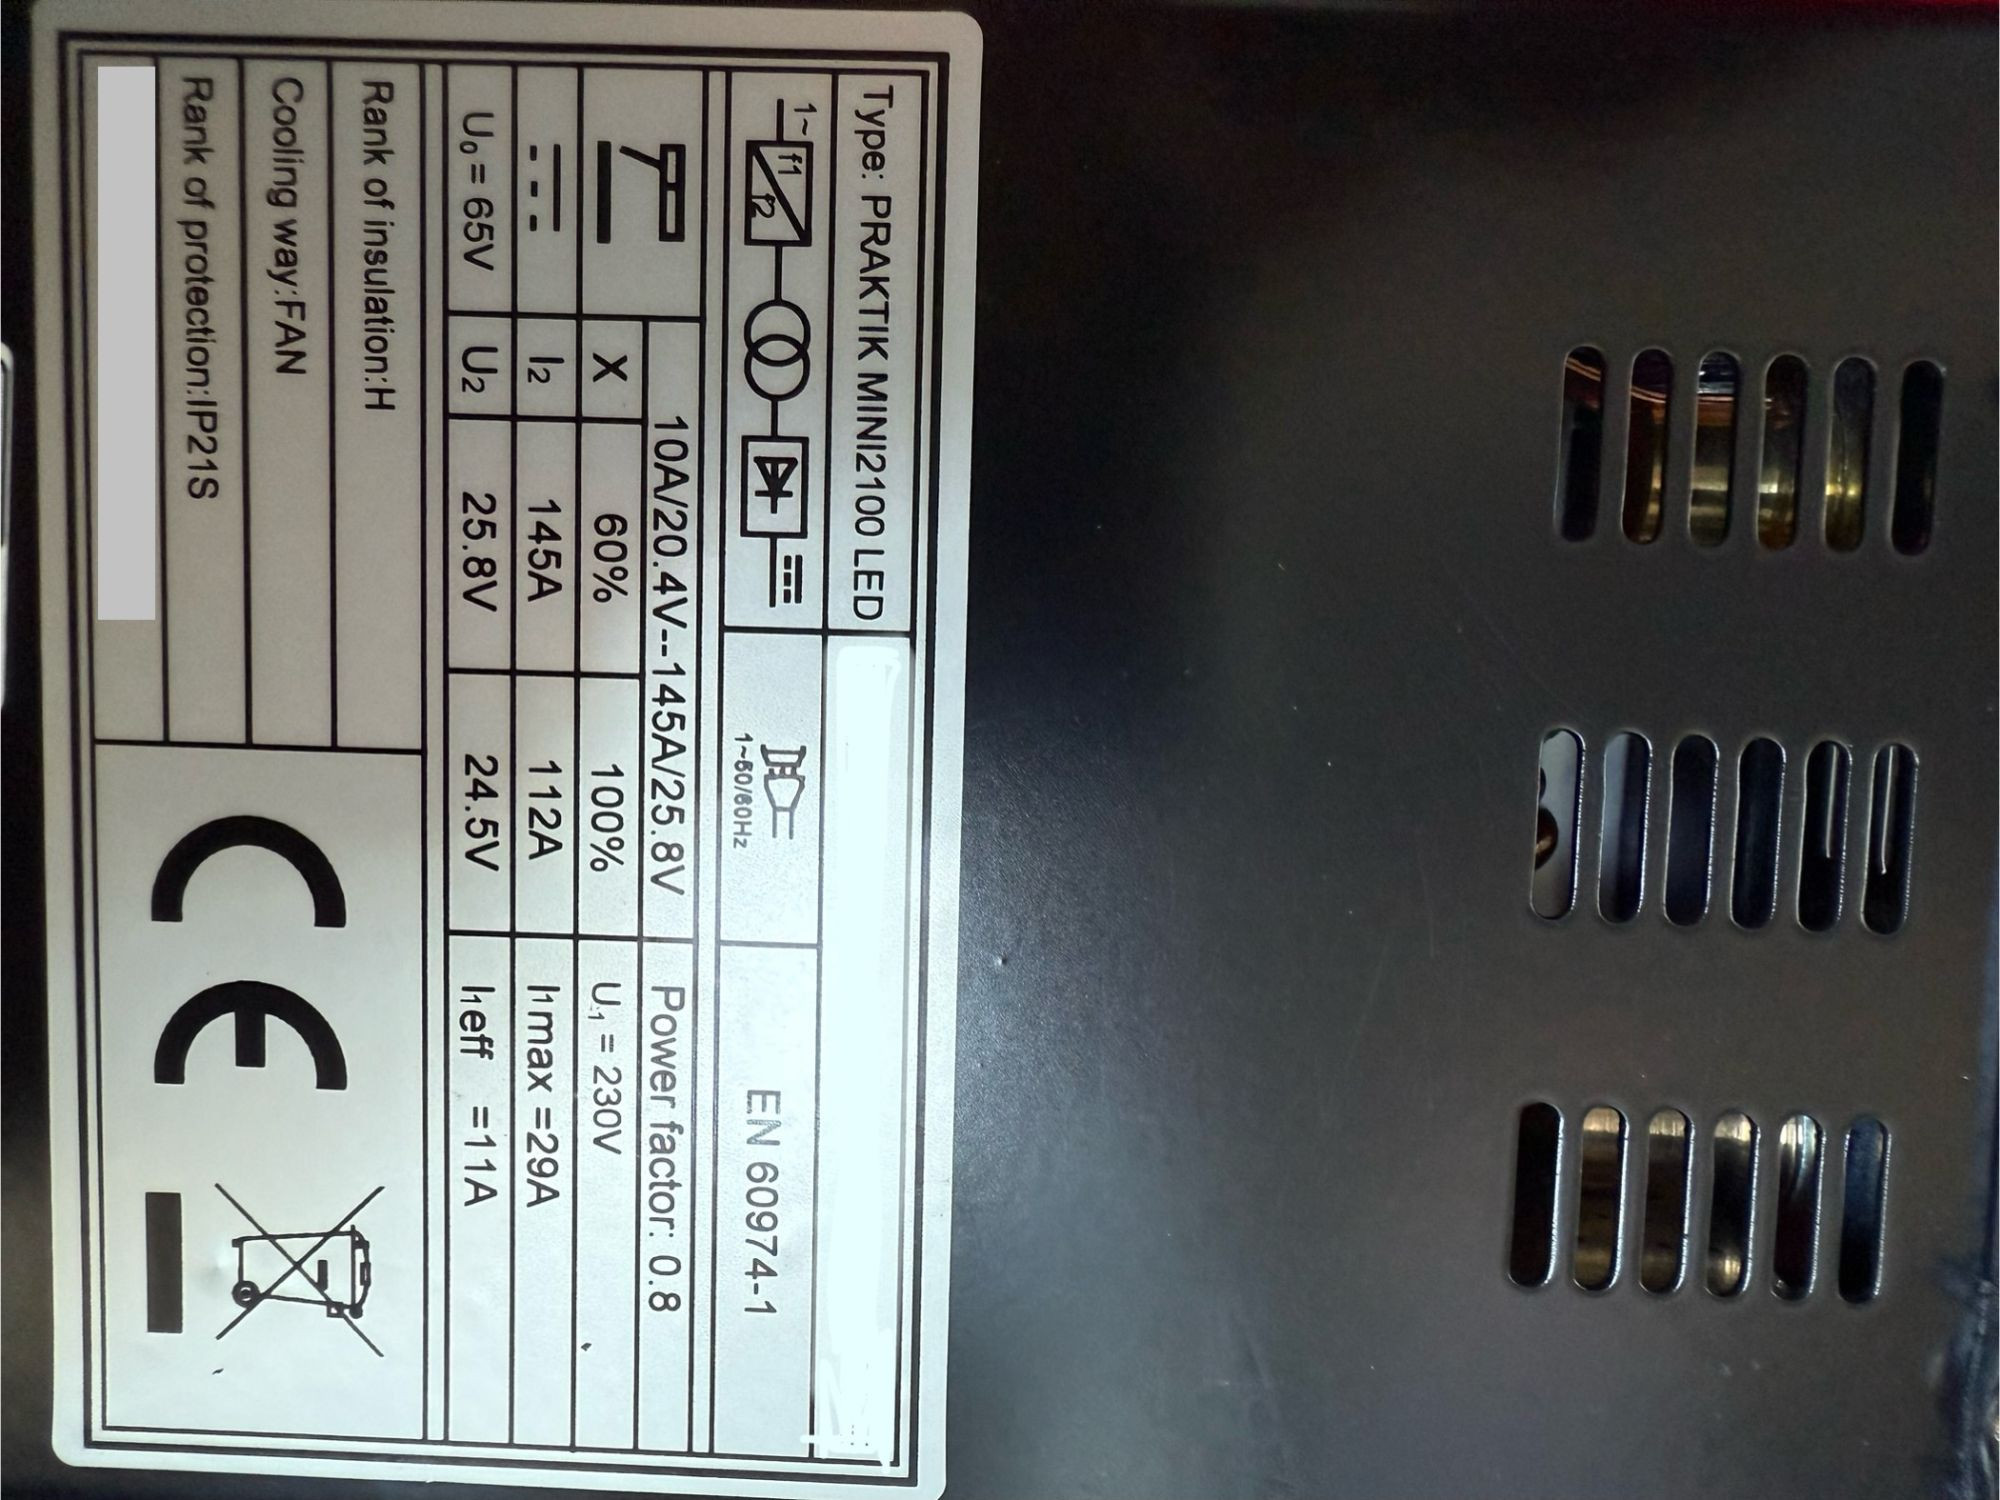 Type: PRAKTIK MINI2100 LED
1~ f1 f2
1~50/60Hz
EN 60974-1
10A/20.4V--145A/25.8V Power factor: 0.8
X 60% 100% U1 = 230V
I2 145A 112A I1max =29A
U0 = 65V U2 25.8V 24.5V I1eff =11A
Rank of insulation:H
Cooling way:FAN
Rank of protection:IP21S
CE